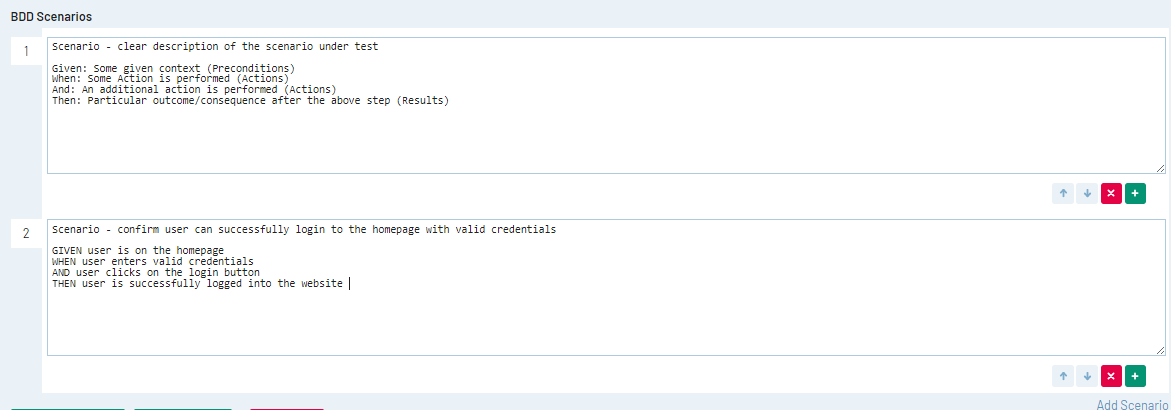 BDD Scenarios
1
Scenario - clear description of the scenario under test
Given: Some given context (Preconditions)
When: Some Action is performed (Actions)
And: An additional action is performed (Actions)
Then: Particular outcome/consequence after the above step (Results)
2
Scenario - confirm user can successfully login to the homepage with valid credentials
GIVEN user is on the homepage
WHEN user enters valid credentials
AND user clicks on the login button
THEN user is successfully logged into the website
Add Scenario